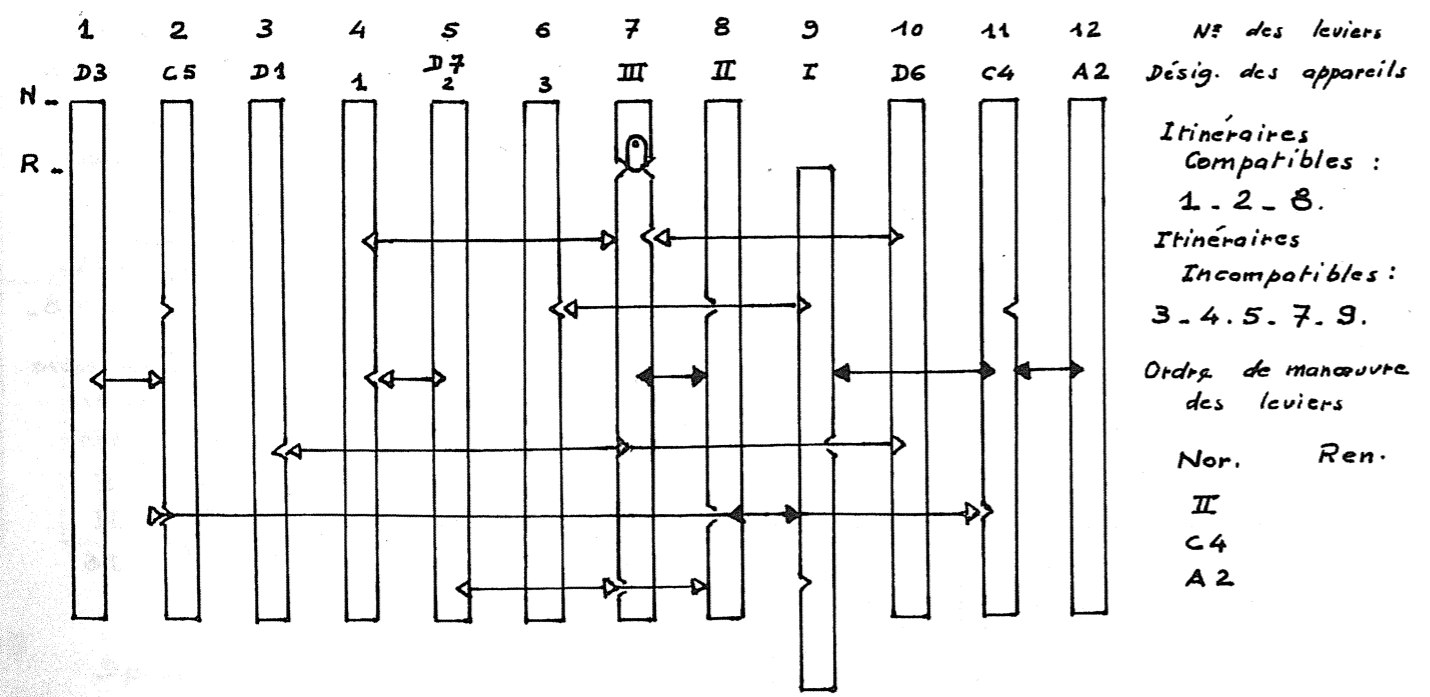 1 2 3 4 5 6 7 8 9 10 11 12 Nº des leviers
D3 C5 D1 1 D7 2 3 III II I D6 C4 A2 Désig. des appareils
N
R
Itinéraires
Compatibles :
1 - 2 - 8.
Itinéraires
Incompatibles :
3 - 4 . 5 - 7 - 9.
Ordre de manœuvre
des leviers
Nor. Ren.
II
C4
A2